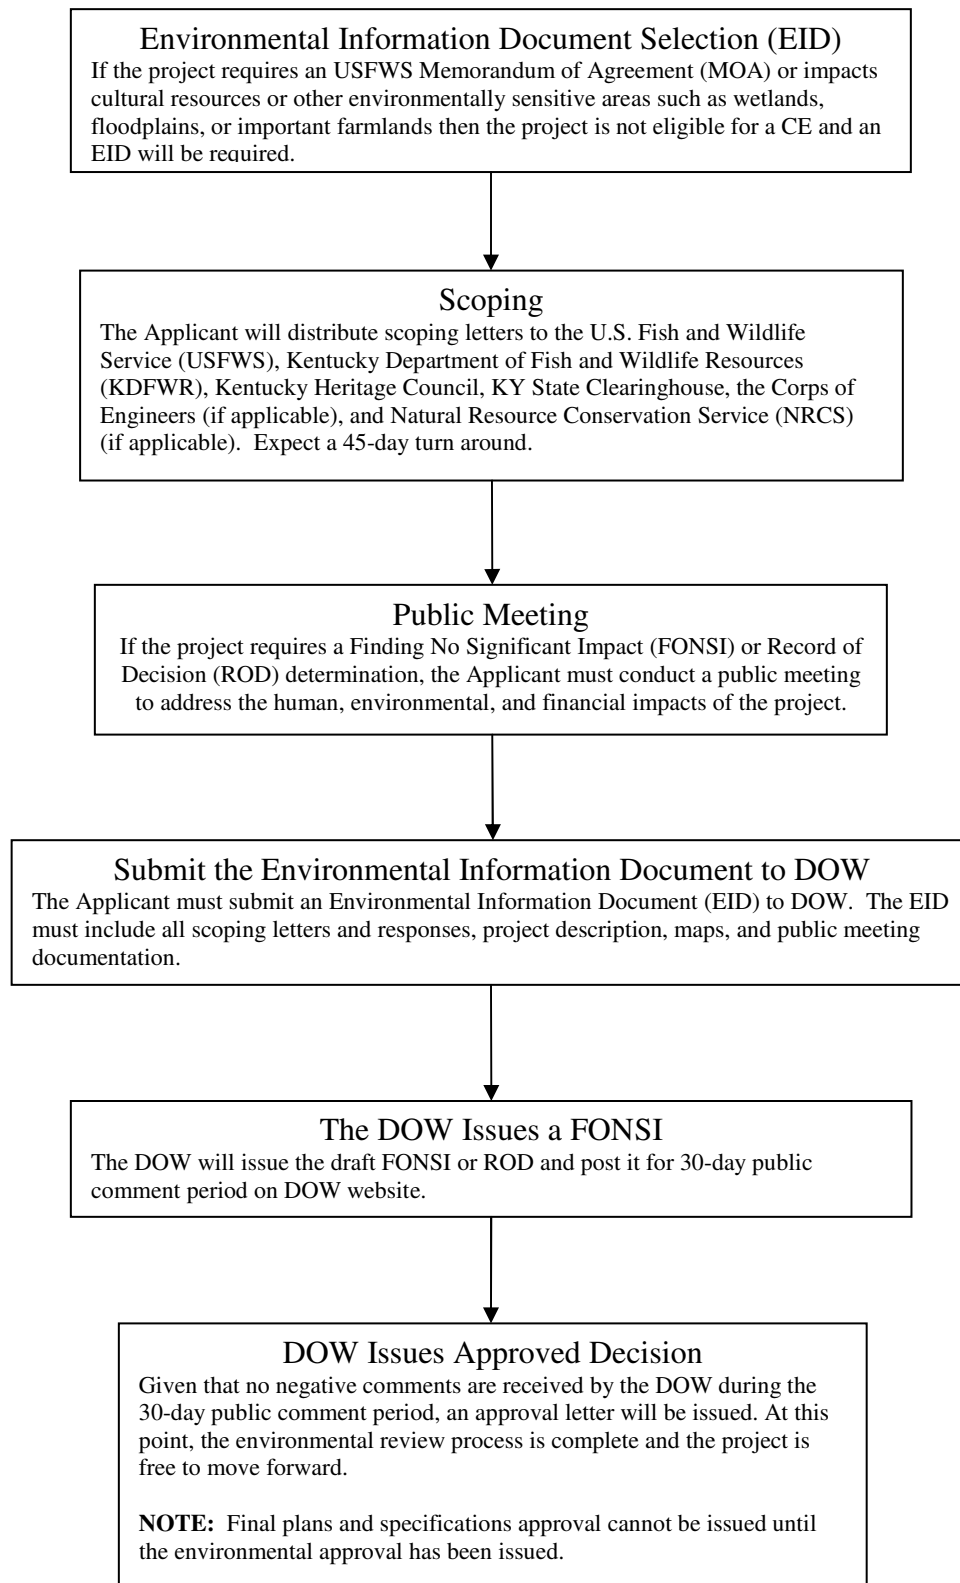 Environmental Information Document Selection (EID)
If the project requires an USFWS Memorandum of Agreement (MOA) or impacts
cultural resources or other environmentally sensitive areas such as wetlands,
floodplains, or important farmlands then the project is not eligible for a CE and an
EID will be required.
Scoping
The Applicant will distribute scoping letters to the U.S. Fish and Wildlife
Service (USFWS), Kentucky Department of Fish and Wildlife Resources
(KDFWR), Kentucky Heritage Council, KY State Clearinghouse, the Corps of
Engineers (if applicable), and Natural Resource Conservation Service (NRCS)
(if applicable).  Expect a 45-day turn around.
Public Meeting
If the project requires a Finding No Significant Impact (FONSI) or Record of
Decision (ROD) determination, the Applicant must conduct a public meeting
to address the human, environmental, and financial impacts of the project.
Submit the Environmental Information Document to DOW
The Applicant must submit an Environmental Information Document (EID) to DOW.  The EID
must include all scoping letters and responses, project description, maps, and public meeting
documentation.
The DOW Issues a FONSI
The DOW will issue the draft FONSI or ROD and post it for 30-day public
comment period on DOW website.
DOW Issues Approved Decision
Given that no negative comments are received by the DOW during the
30-day public comment period, an approval letter will be issued. At this
point, the environmental review process is complete and the project is
free to move forward.
NOTE:  Final plans and specifications approval cannot be issued until
the environmental approval has been issued.